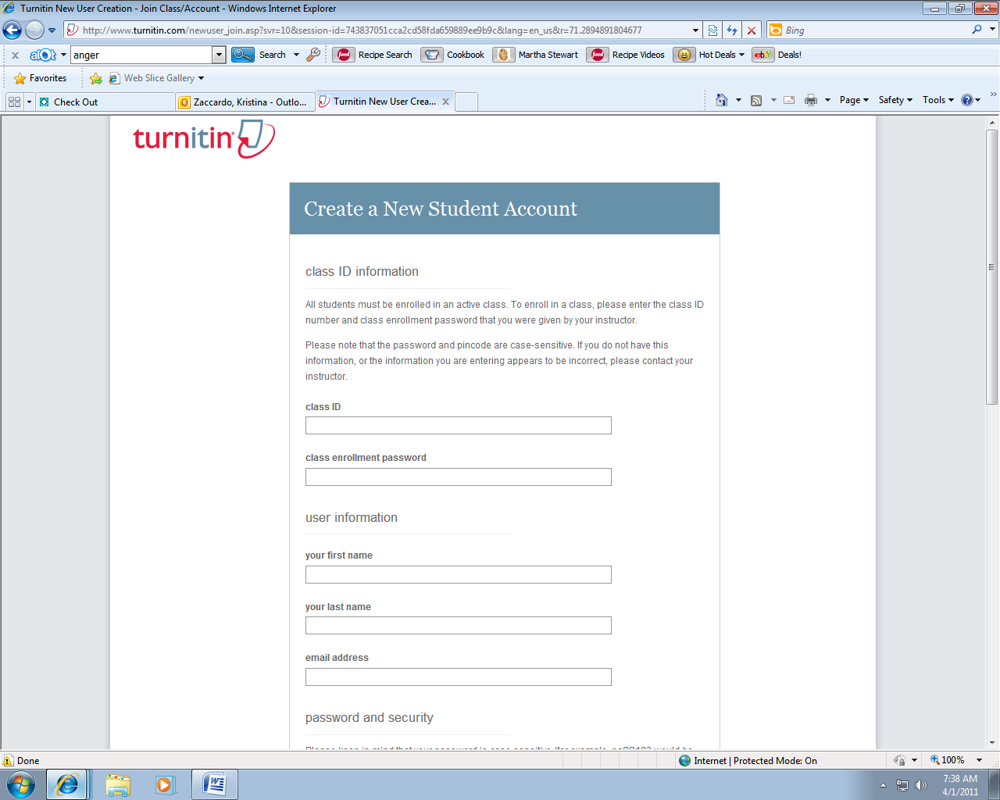 Turnitin New User Creation - Join Class/Account - Windows Internet Explorer
http://www.turnitin.com/newuser_join.asp?svr=10&session-id=743837051cca2cd58fda659889ee9b9c&lang=en_us&r=71.2894891804677
Bing
x alot anger Search food Recipe Search Cookbook Martha Stewart food Recipe Videos Hot Deals ebY Deals!
Favorites Web Slice Gallery
Check Out Zaccardo, Kristina - Outlo... Turnitin New User Crea... Page Safety Tools
turnitin
Create a New Student Account
class ID information
All students must be enrolled in an active class. To enroll in a class, please enter the class ID
number and class enrollment password that you were given by your instructor.
Please note that the password and pincode are case-sensitive. If you do not have this
information, or the information you are entering appears to be incorrect, please contact your
instructor.
class ID
class enrollment password
user information
your first name
your last name
email address
password and security
Done Internet | Protected Mode: On 100%
7:38 AM
4/1/2011